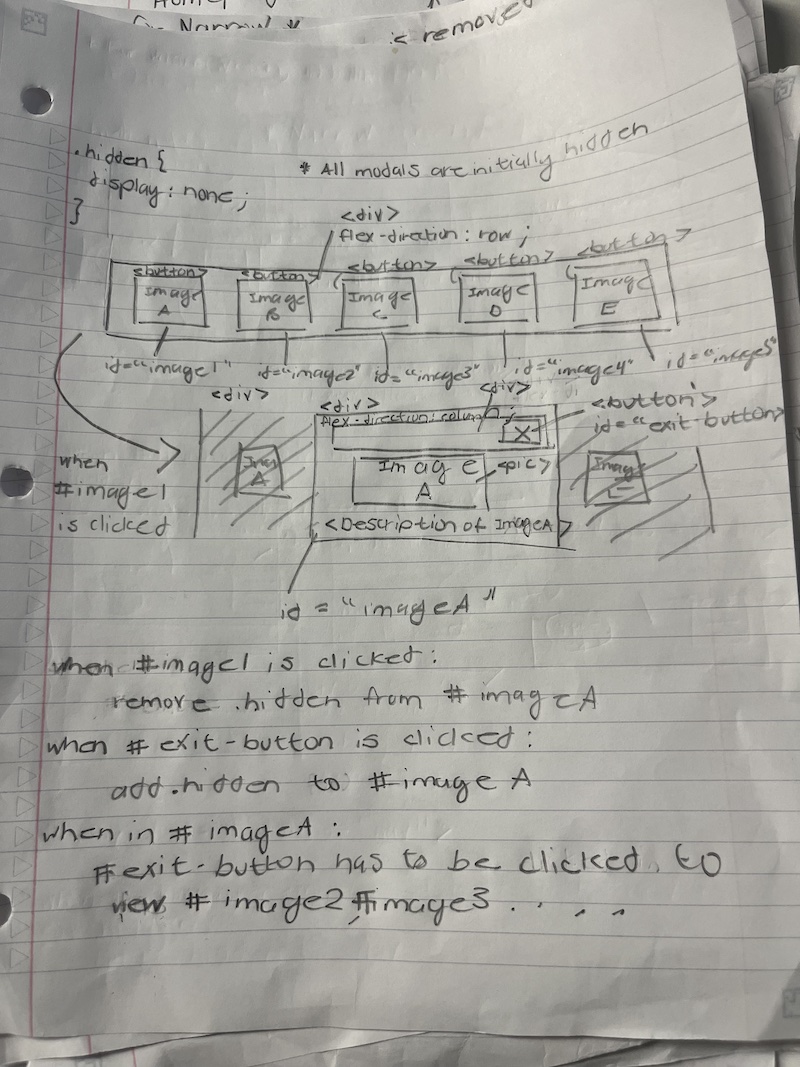 Narrow
< remove
.hidden {
display: none;
}
* All modals are initially hidden
<div>
flex-direction: row;
<button> <button> <button> <button> <button>
Image A
Image B
Image C
Image D
Image E
id="image1" id="image2" id="image3" id="image4" id="image5"
<div>
<div>
<div>
flex-direction: column;
X
<button>
id="exit-button>
when
#image1
is clicked
Image A
Image
A
<pic>
Image
<Description of Image A>
id = "imageA"
when #image1 is clicked:
remove .hidden from #imageA
when # exit-button is clicked:
add .hidden to #image A
when in # imageA:
#exit-button has to be clicked, to
view # image2, #image3 . . , ,